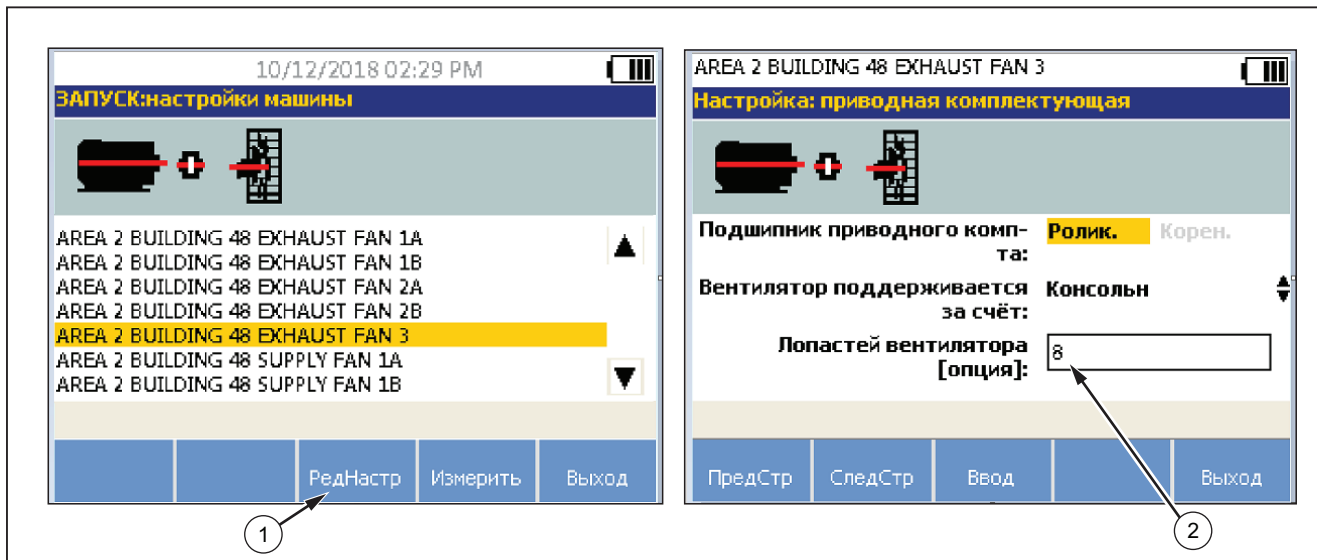 10/12/2018 02:29 PM
ЗАПУСК:настройки машины
AREA 2 BUILDING 48 EXHAUST FAN 1A
AREA 2 BUILDING 48 EXHAUST FAN 1B
AREA 2 BUILDING 48 EXHAUST FAN 2A
AREA 2 BUILDING 48 EXHAUST FAN 2B
AREA 2 BUILDING 48 EXHAUST FAN 3
AREA 2 BUILDING 48 SUPPLY FAN 1A
AREA 2 BUILDING 48 SUPPLY FAN 1B
РедНастр Измерить Выход
1
AREA 2 BUILDING 48 EXHAUST FAN 3
Настройка: приводная комплектующая
Подшипник приводного комп- Ролик. Корен.
та:
Вентилятор поддерживается Консольн
за счёт:
Лопастей вентилятора 8
[опция]:
ПредСтр СледСтр Ввод Выход
2